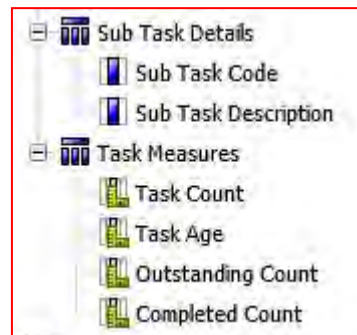 Sub Task Details
Sub Task Code
Sub Task Description
Task Measures
Task Count
Task Age
Outstanding Count
Completed Count